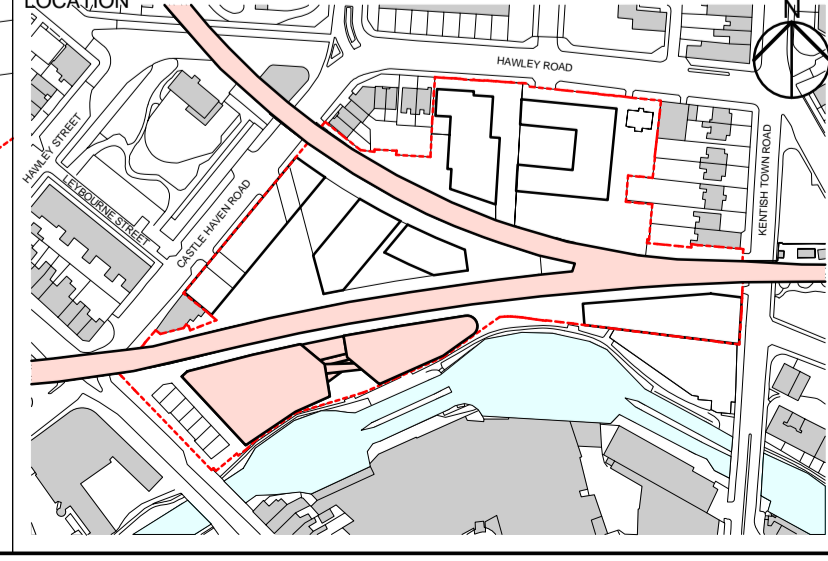 LOCATION
N
HAWLEY ROAD
HAWLEY STREET
LEYBOURNE STREET
CASTLE HAVEN ROAD
KENTISH TOWN ROAD